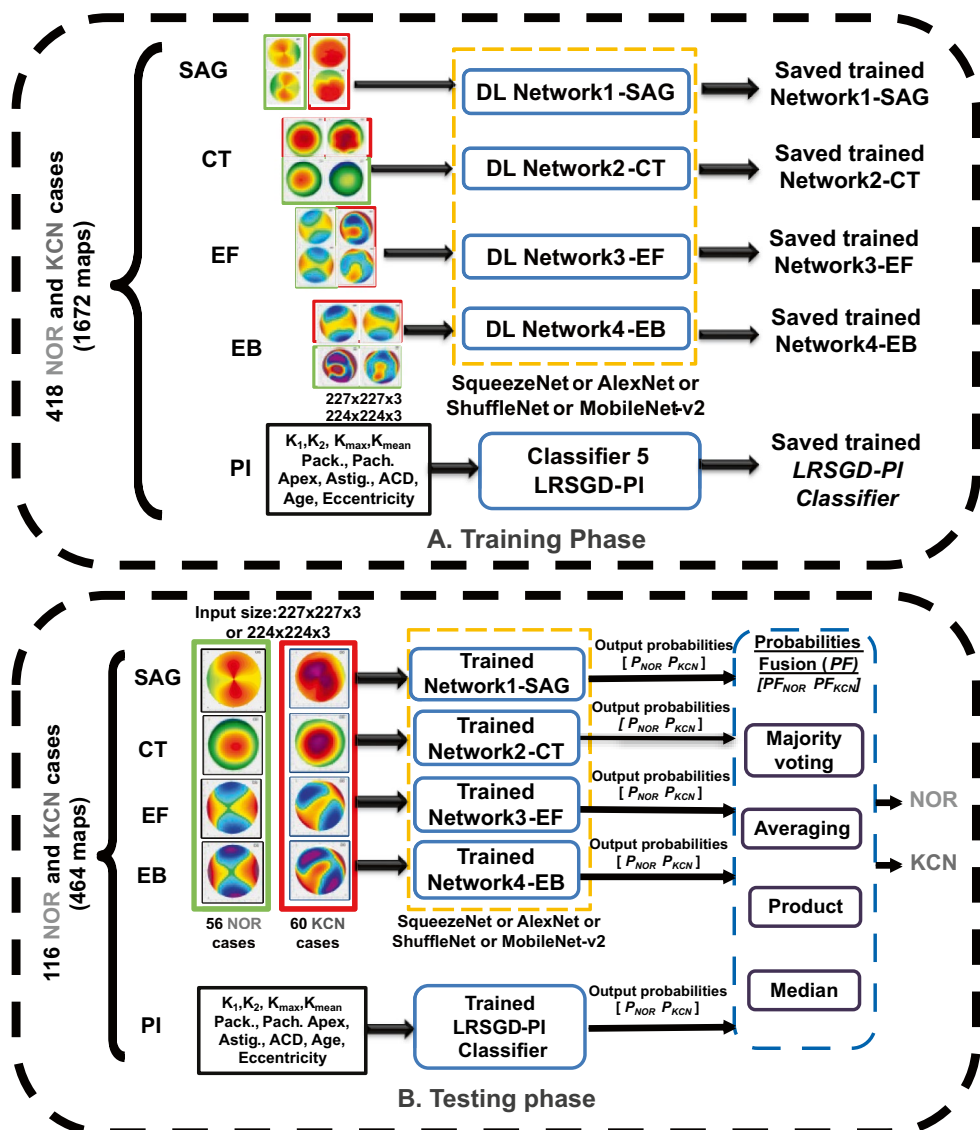 418 NOR and KCN cases
(1672 maps)
SAG
DL Network1-SAG
Saved trained
Network1-SAG
CT
DL Network2-CT
Saved trained
Network2-CT
EF
DL Network3-EF
Saved trained
Network3-EF
EB
DL Network4-EB
Saved trained
Network4-EB
227x227x3
224x224x3
SqueezeNet or AlexNet or
ShuffleNet or MobileNet-v2
PI
K1,K2, Kmax,Kmean
Pack., Pach.
Apex, Astig., ACD,
Age, Eccentricity
Classifier 5
LRSGD-PI
Saved trained
LRSGD-PI
Classifier
A. Training Phase
116 NOR and KCN cases
(464 maps)
Input size:227x227x3
or 224x224x3
SAG
Trained
Network1-SAG
Output probabilities
[ PNOR PKCN ]
CT
Trained
Network2-CT
Output probabilities
[ PNOR PKCN ]
EF
Trained
Network3-EF
Output probabilities
[ PNOR PKCN ]
EB
Trained
Network4-EB
Output probabilities
[ PNOR PKCN ]
56 NOR
cases
60 KCN
cases
SqueezeNet or AlexNet or
ShuffleNet or MobileNet-v2
PI
K1,K2, Kmax,Kmean
Pack., Pach. Apex,
Astig., ACD, Age,
Eccentricity
Trained
LRSGD-PI
Classifier
Output probabilities
[ PNOR PKCN ]
Probabilities
Fusion (PF)
[PFNOR PFKCN]
Majority
voting
Averaging
Product
Median
NOR
KCN
B. Testing phase